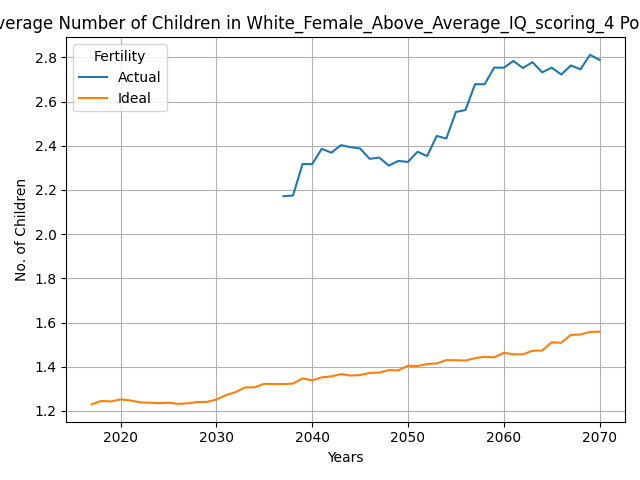 verage Number of Children in White_Female_Above_Average_IQ_scoring_4 Po
Fertility
Actual
Ideal
No. of Children
2.8
2.6
2.4
2.2
2.0
1.8
1.6
1.4
1.2
2020 2030 2040 2050 2060 2070
Years